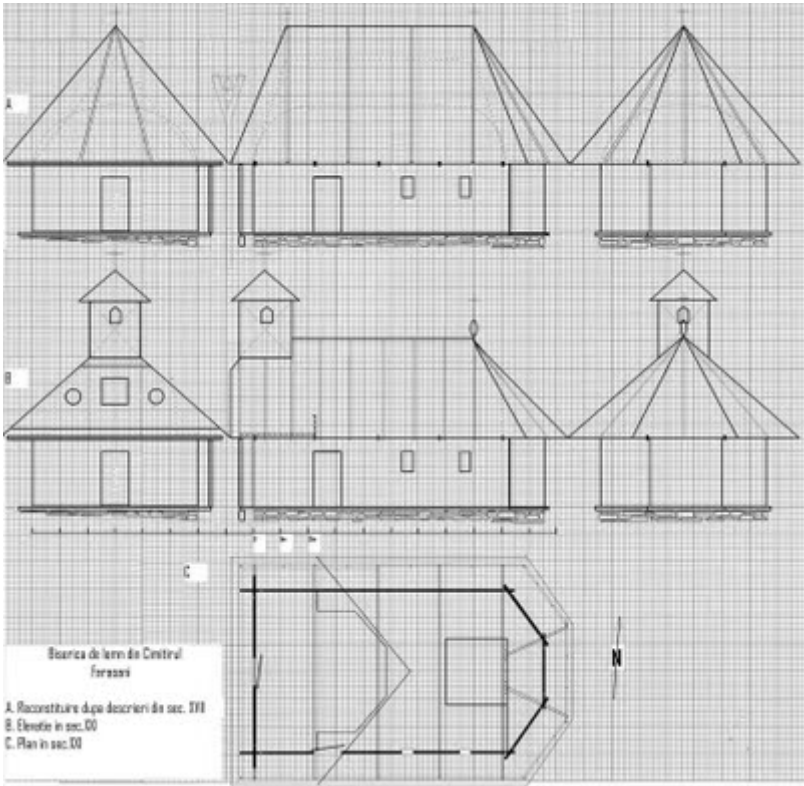 A
B
C
N
Biserica de lemn din Cimitirul
Faraoani
A. Reconstituire dupa descrieri din sec. XVII
B. Elevatie in sec.XX
C. Plan in sec.XX